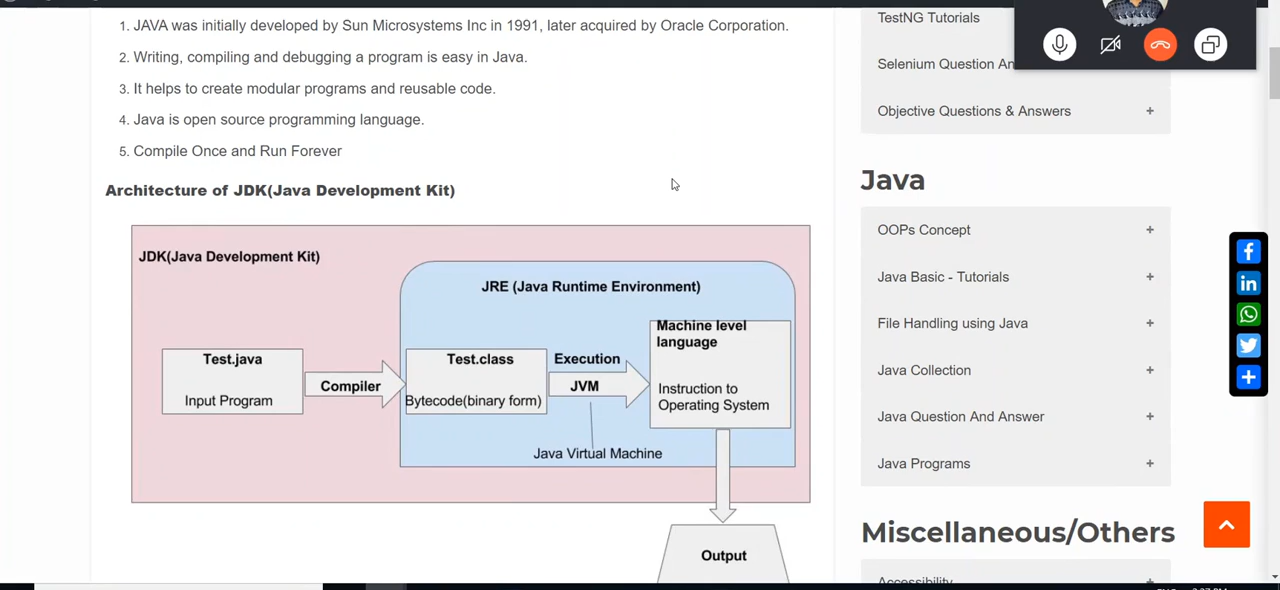 1. JAVA was initially developed by Sun Microsystems Inc in 1991, later acquired by Oracle Corporation.
2. Writing, compiling and debugging a program is easy in Java.
3. It helps to create modular programs and reusable code.
4. Java is open source programming language.
5. Compile Once and Run Forever
Architecture of JDK(Java Development Kit)
JDK(Java Development Kit)
JRE (Java Runtime Environment)
Test.java
Input Program
Compiler
Test.class
Bytecode(binary form)
Execution
JVM
Java Virtual Machine
Machine level
language
Instruction to
Operating System
Output
TestNG Tutorials
Selenium Question An
Objective Questions & Answers +
Java
OOPs Concept +
Java Basic - Tutorials +
File Handling using Java +
Java Collection +
Java Question And Answer +
Java Programs +
Miscellaneous/Others
Accessibility